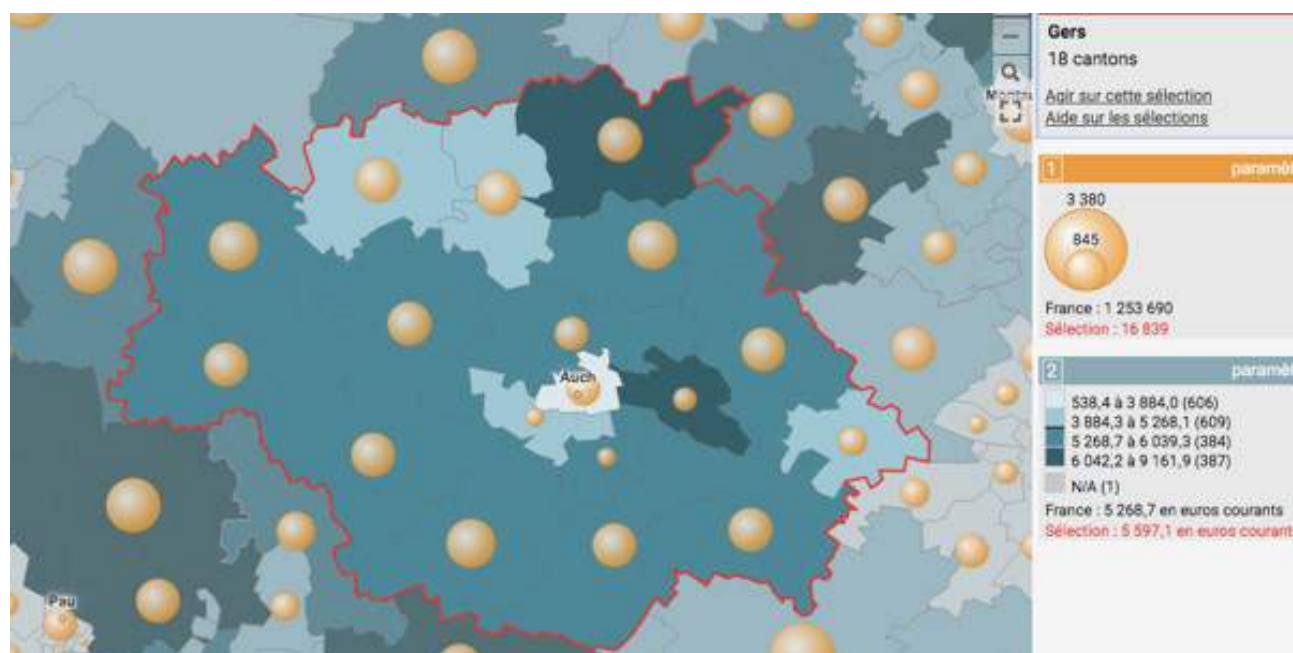 Gers
18 cantons
Agir sur cette sélection
Aide sur les sélections
1 paramèt
3 380
845
France : 1 253 690
Sélection : 16 839
2 paramèt
538,4 à 3 884,0 (606)
3 884,3 à 5 268,1 (609)
5 268,7 à 6 039,3 (384)
6 042,2 à 9 161,9 (387)
N/A (1)
France : 5 268,7 en euros courants
Sélection : 5 597,1 en euros courant
Auch
Pau